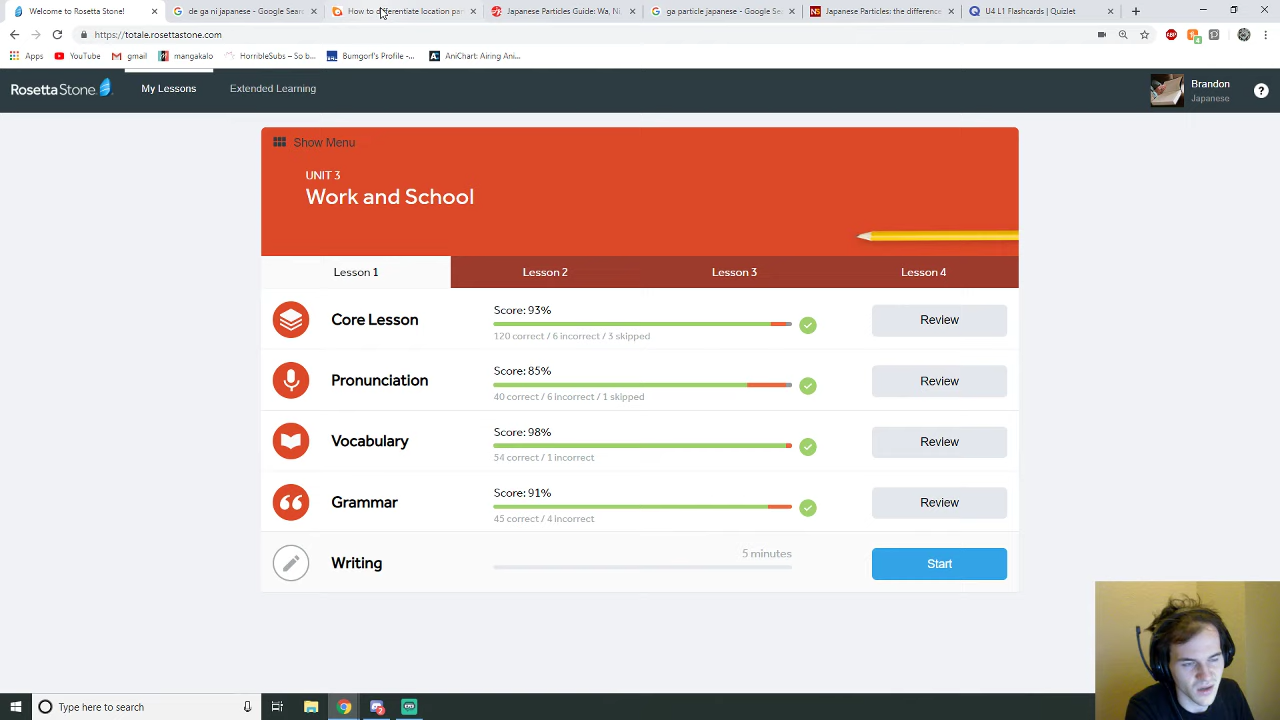 Welcome to Rosetta Stone!
de ga ni japanese - Google Searc
How to differentiate location par
Japanese Particles Guide: Wa, Ni
ga particle japanese - Google Se
Japanese Particles: the difference
U4 L1 Flashcards | Quizlet
https://totale.rosettastone.com
Apps
YouTube
gmail
mangakalo
HorribleSubs – So b...
Bumgorf's Profile -...
AniChart: Airing Ani...
RosettaStone
My Lessons
Extended Learning
Brandon
Japanese
?
Show Menu
UNIT 3
Work and School
Lesson 1
Lesson 2
Lesson 3
Lesson 4
Core Lesson
Score: 93%
120 correct / 6 incorrect / 3 skipped
Review
Pronunciation
Score: 85%
40 correct / 6 incorrect / 1 skipped
Review
Vocabulary
Score: 98%
54 correct / 1 incorrect
Review
Grammar
Score: 91%
45 correct / 4 incorrect
Review
Writing
5 minutes
Start
Type here to search